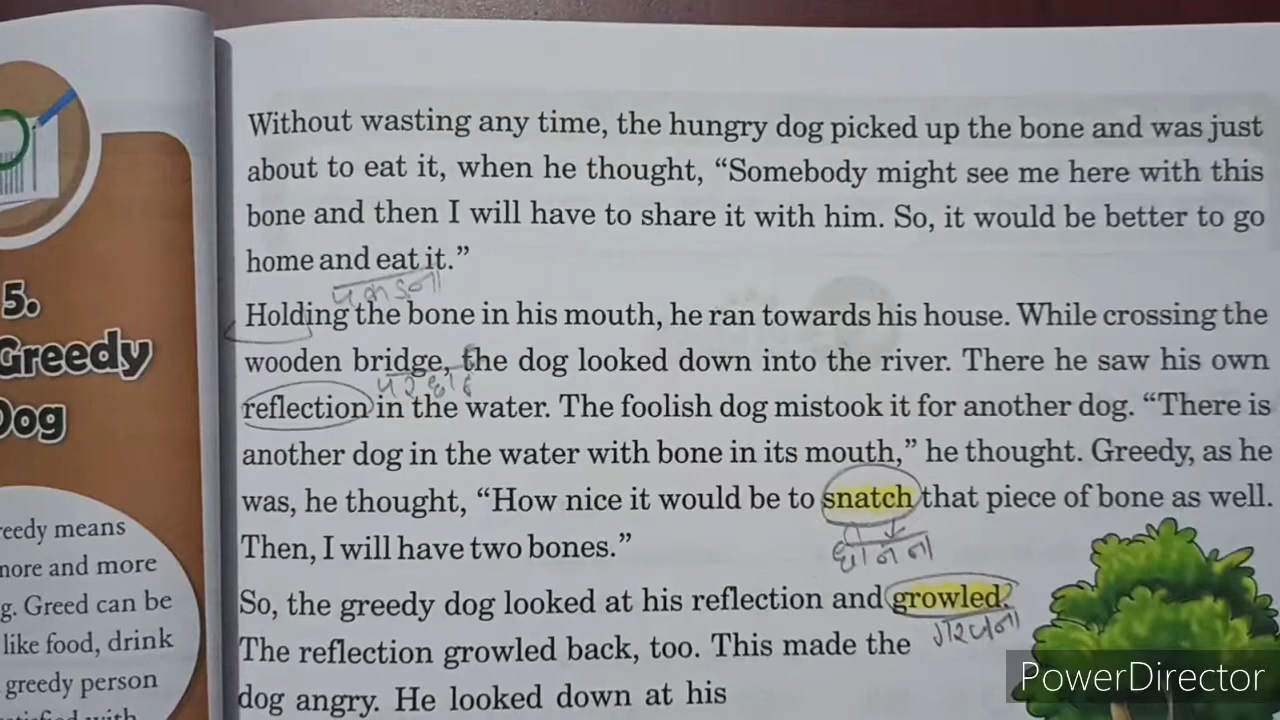 Without wasting any time, the hungry dog picked up the bone and was just
about to eat it, when he thought, “Somebody might see me here with this
bone and then I will have to share it with him. So, it would be better to go
home and eat it.”
पकडना
Holding the bone in his mouth, he ran towards his house. While crossing the
wooden bridge, the dog looked down into the river. There he saw his own
reflection in the water. The foolish dog mistook it for another dog. “There is
another dog in the water with bone in its mouth,” he thought. Greedy, as he
was, he thought, “How nice it would be to snatch that piece of bone as well.
Then, I will have two bones.”
So, the greedy dog looked at his reflection and growled.
गरजना
The reflection growled back, too. This made the
dog angry. He looked down at his
5.
Greedy
Dog
reedy means
more and more
g. Greed can be
like food, drink
greedy person
PowerDirector